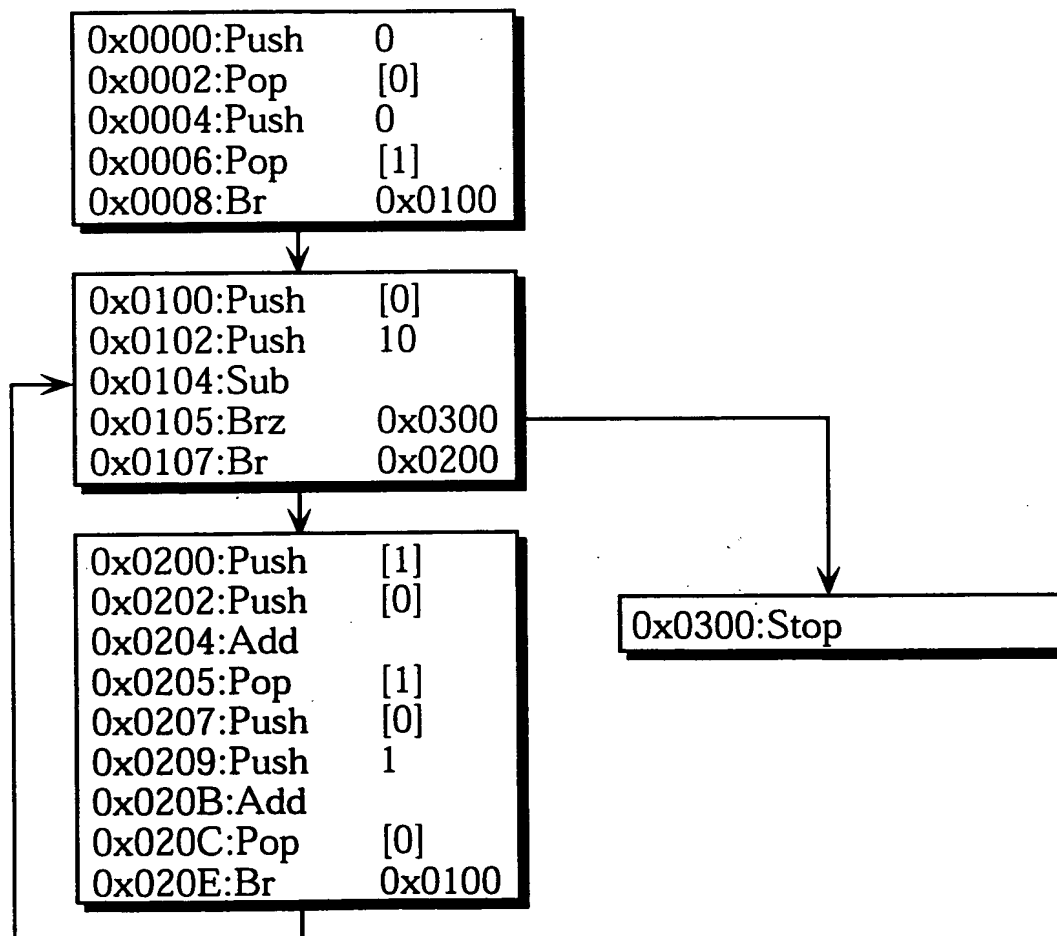 0x0000:Push 0
0x0002:Pop [0]
0x0004:Push 0
0x0006:Pop [1]
0x0008:Br 0x0100
0x0100:Push [0]
0x0102:Push 10
0x0104:Sub
0x0105:Brz 0x0300
0x0107:Br 0x0200
0x0200:Push [1]
0x0202:Push [0]
0x0204:Add
0x0205:Pop [1]
0x0207:Push [0]
0x0209:Push 1
0x020B:Add
0x020C:Pop [0]
0x020E:Br 0x0100
0x0300:Stop